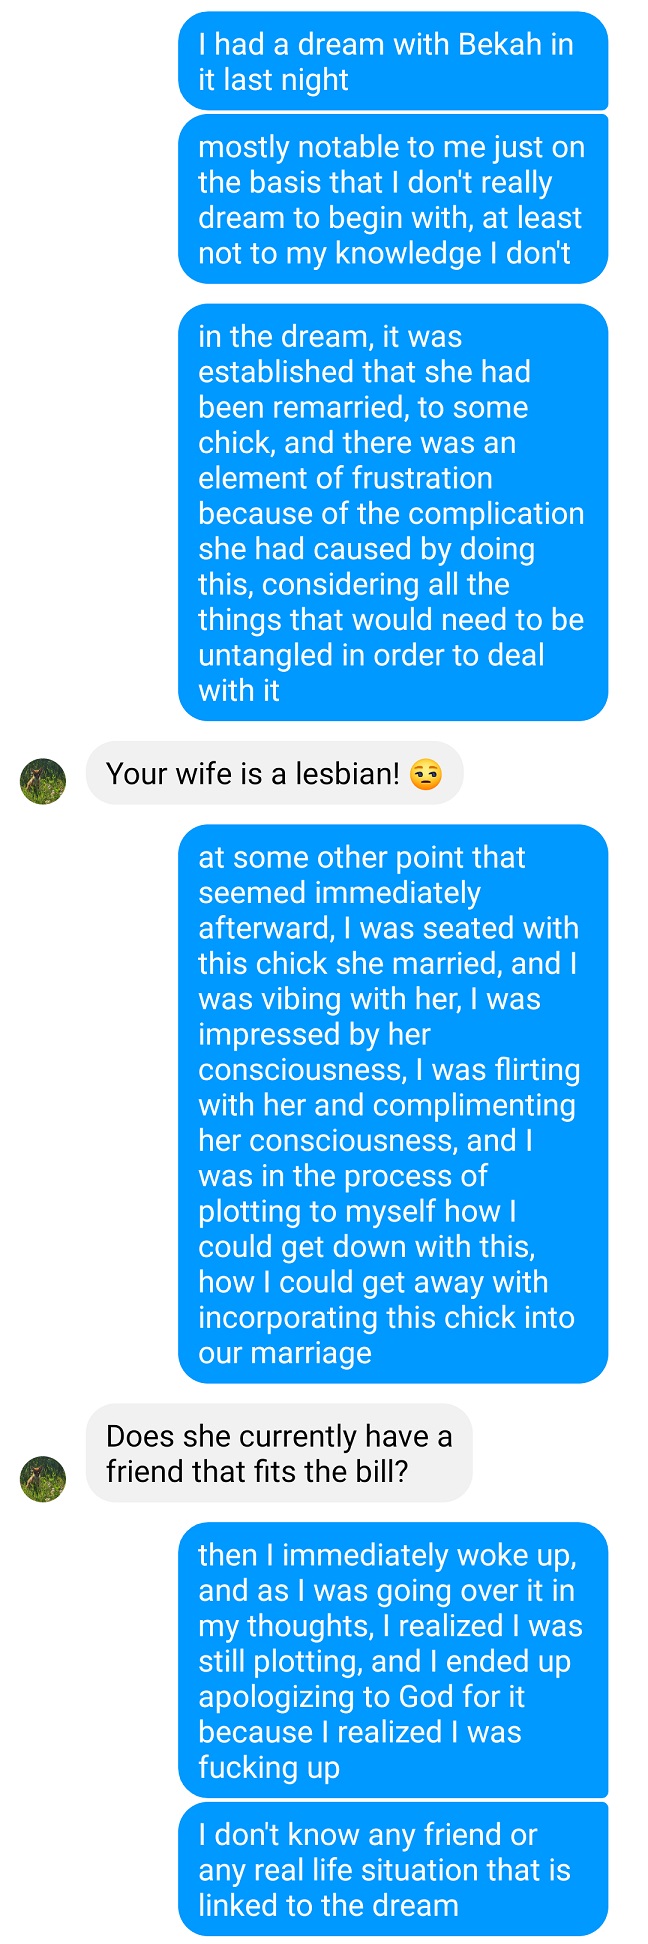 I had a dream with Bekah in
it last night
mostly notable to me just on
the basis that I don't really
dream to begin with, at least
not to my knowledge I don't
in the dream, it was
established that she had
been remarried, to some
chick, and there was an
element of frustration
because of the complication
she had caused by doing
this, considering all the
things that would need to be
untangled in order to deal
with it
Your wife is a lesbian! 😒
at some other point that
seemed immediately
afterward, I was seated with
this chick she married, and I
was vibing with her, I was
impressed by her
consciousness, I was flirting
with her and complimenting
her consciousness, and I
was in the process of
plotting to myself how I
could get down with this,
how I could get away with
incorporating this chick into
our marriage
Does she currently have a
friend that fits the bill?
then I immediately woke up,
and as I was going over it in
my thoughts, I realized I was
still plotting, and I ended up
apologizing to God for it
because I realized I was
fucking up
I don't know any friend or
any real life situation that is
linked to the dream